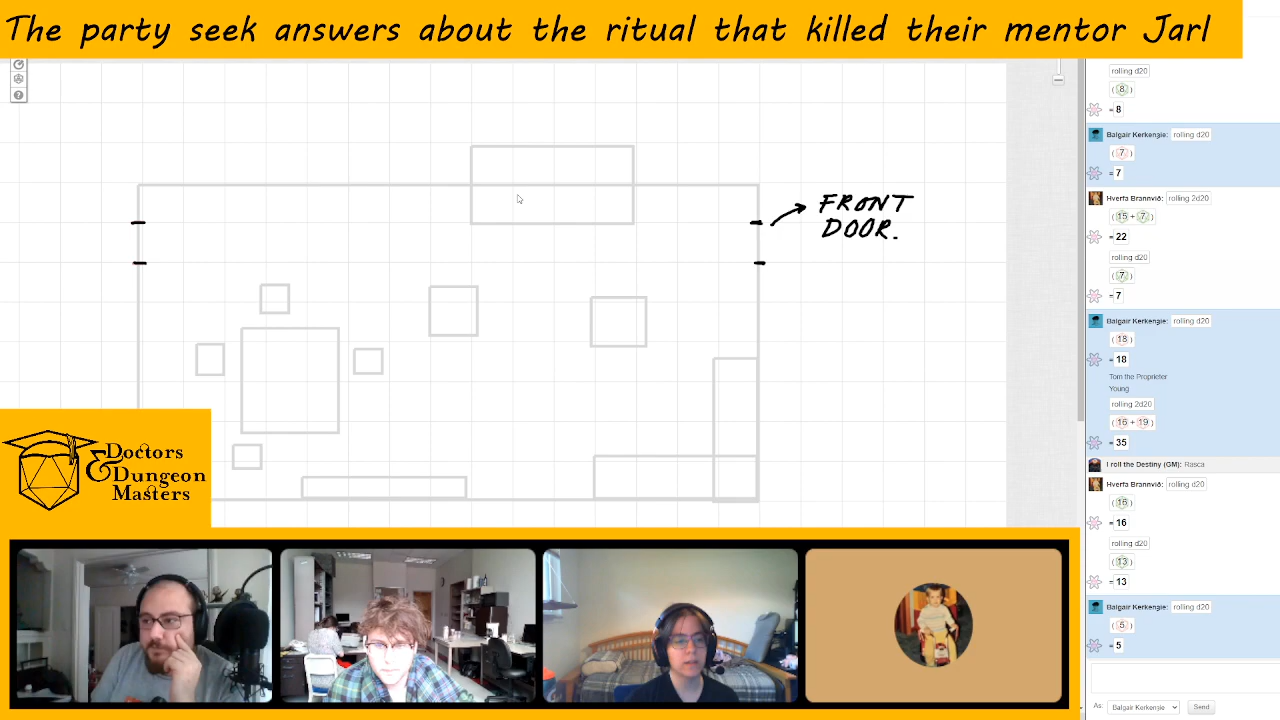 The party seek answers about the ritual that killed their mentor Jarl
FRONT
DOOR.
Doctors
&
Dungeon
Masters
rolling d20
( 8 )
= 8
Balgair Kerkengie: rolling d20
( 7 )
= 7
Hverfa Brannvið: rolling 2d20
( 15 + 7 )
= 22
rolling d20
( 7 )
= 7
Balgair Kerkengie: rolling d20
( 18 )
= 18
Tom the Proprifer
Young
rolling 2d20
( 16 + 19 )
= 35
I roll the Destiny (GM): Rasca
Hverfa Brannvið: rolling d20
( 16 )
= 16
rolling d20
( 13 )
= 13
Balgair Kerkengie: rolling d20
( 5 )
= 5
As: Balgair Kerkengie Send